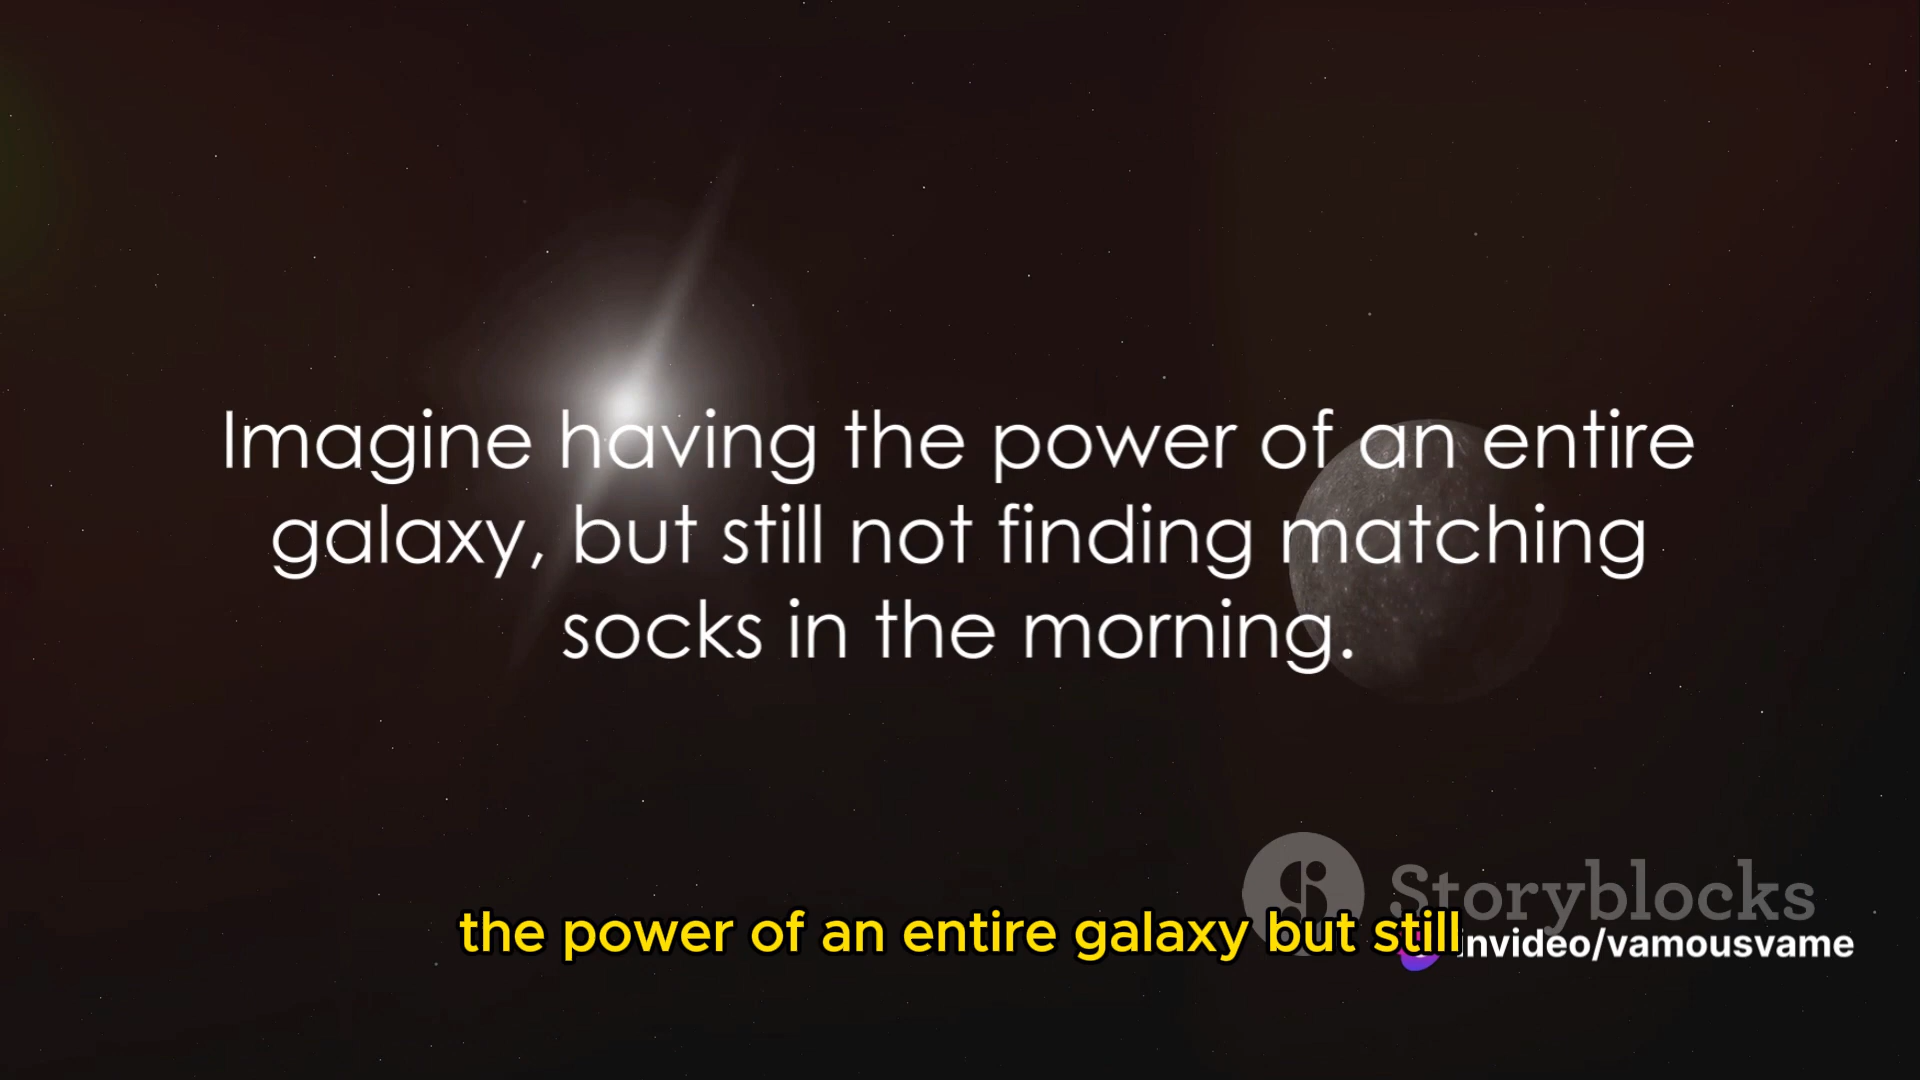 Imagine having the power of an entire
galaxy, but still not finding matching
socks in the morning.
Storyblocks
the power of an entire galaxy but still
invideo/vamousvame